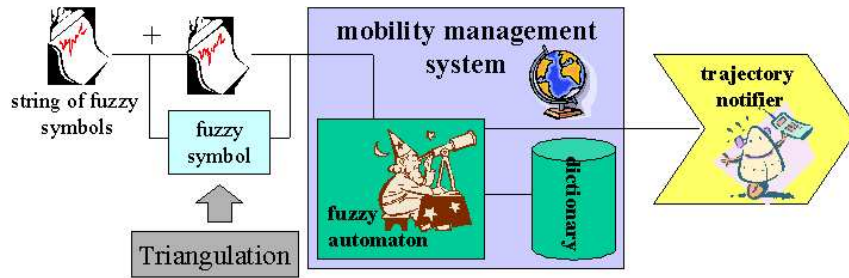 +
string of fuzzy
symbols
fuzzy
symbol
Triangulation
mobility management
system
fuzzy
automaton
dictionary
trajectory
notifier